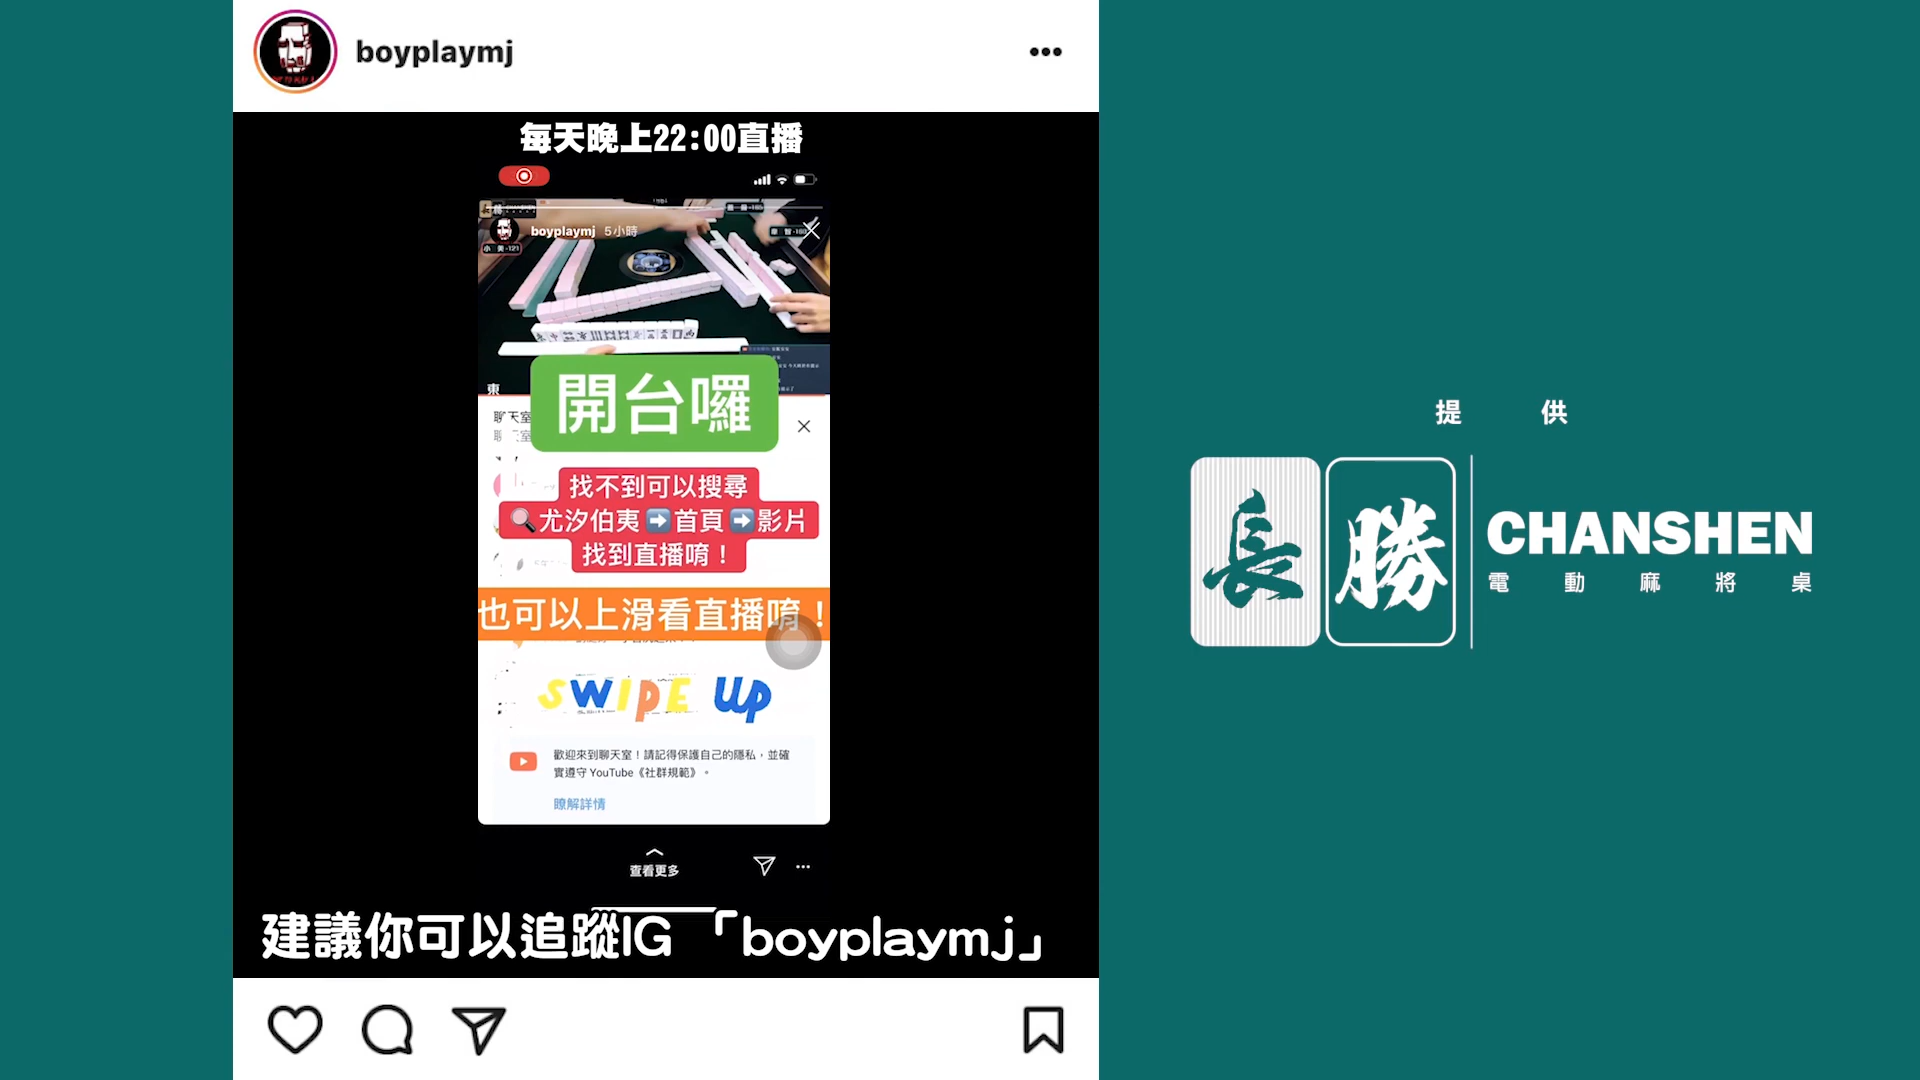 boyplaymj
每天晚上22:00直播
boyplaymj 5小時
東
開台囉
找不到可以搜尋
尤汐伯夷➡首頁➡影片
找到直播唷！
也可以上滑看直播唷！
SWIPE UP
歡迎來到聊天室！請記得保護自己的隱私，並確
實遵守 YouTube《社群規範》。
瞭解詳情
查看更多
建議你可以追蹤IG 「boyplaymj」
提供
長勝
CHANSHEN
電動麻將桌